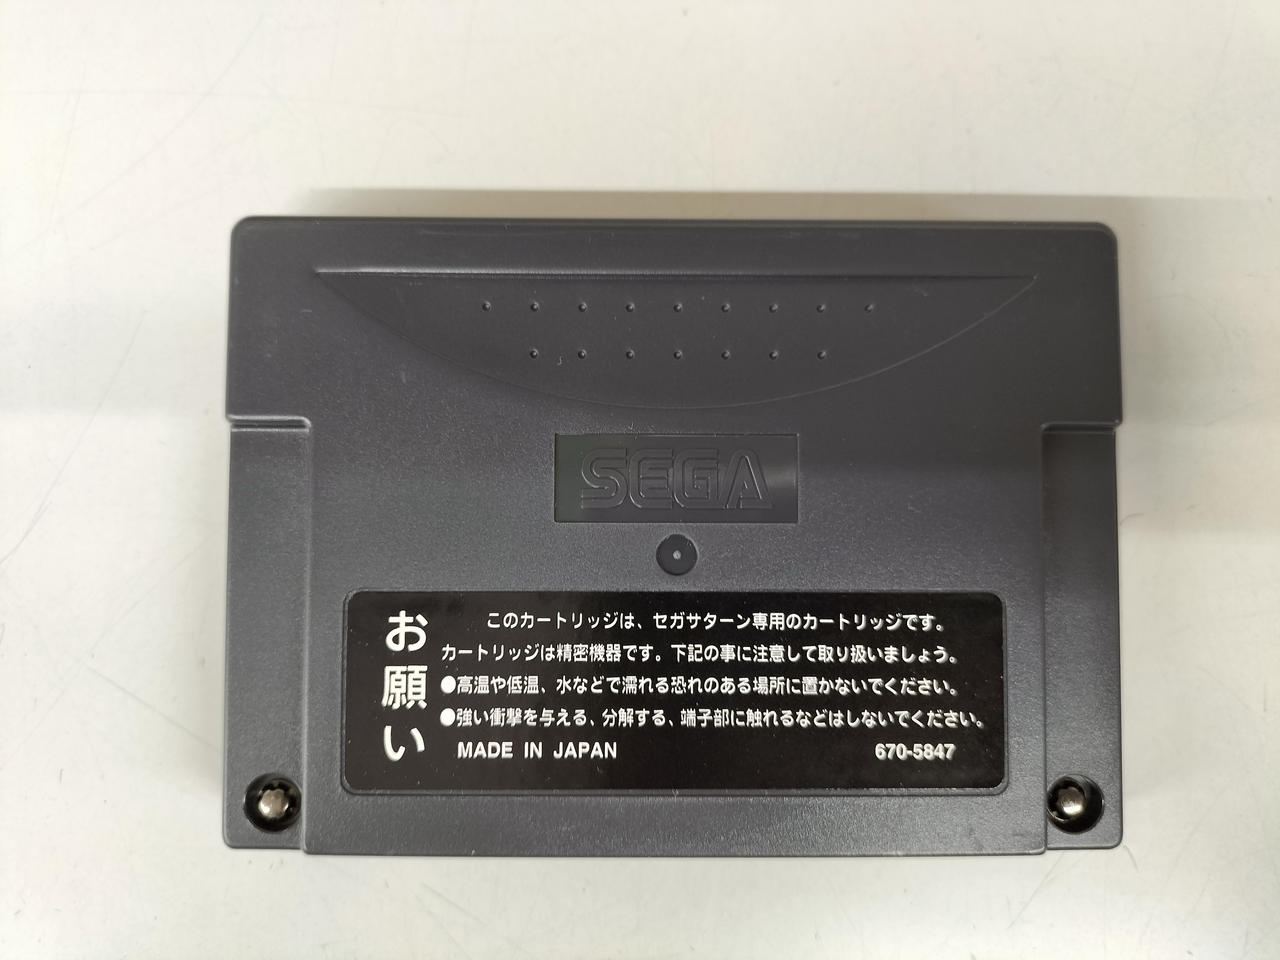 SEGA
お願い
このカートリッジは、セガサターン専用のカートリッジです。
カートリッジは精密機器です。下記の事に注意して取り扱いましょう。
●高温や低温、水などで濡れる恐れのある場所に置かないでください。
●強い衝撃を与える、分解する、端子部に触れるなどはしないでください。
MADE IN JAPAN 670-5847